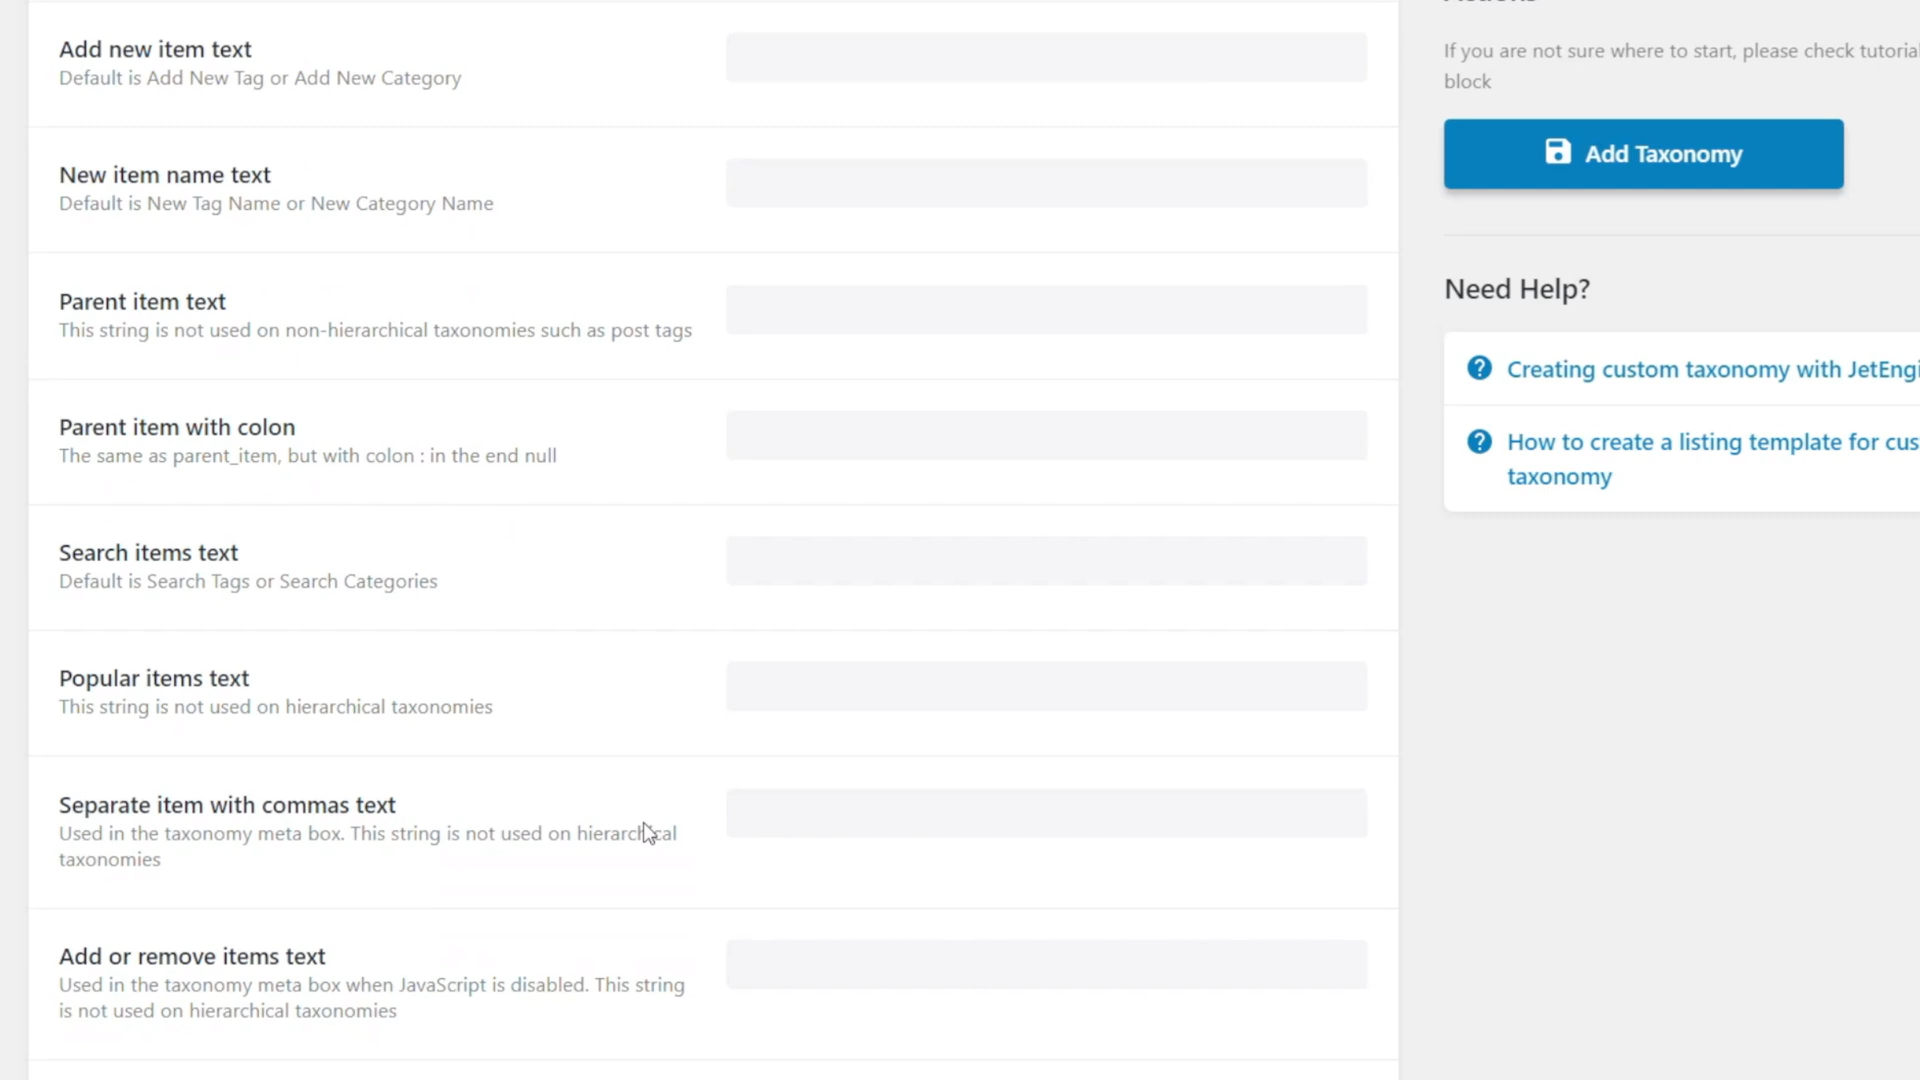 Add new item text
Default is Add New Tag or Add New Category
New item name text
Default is New Tag Name or New Category Name
Parent item text
This string is not used on non-hierarchical taxonomies such as post tags
Parent item with colon
The same as parent_item, but with colon : in the end null
Search items text
Default is Search Tags or Search Categories
Popular items text
This string is not used on hierarchical taxonomies
Separate item with commas text
Used in the taxonomy meta box. This string is not used on hierarchical
taxonomies
Add or remove items text
Used in the taxonomy meta box when JavaScript is disabled. This string
is not used on hierarchical taxonomies
If you are not sure where to start, please check tutorial
block
Add Taxonomy
Need Help?
Creating custom taxonomy with JetEngi
How to create a listing template for cus
taxonomy